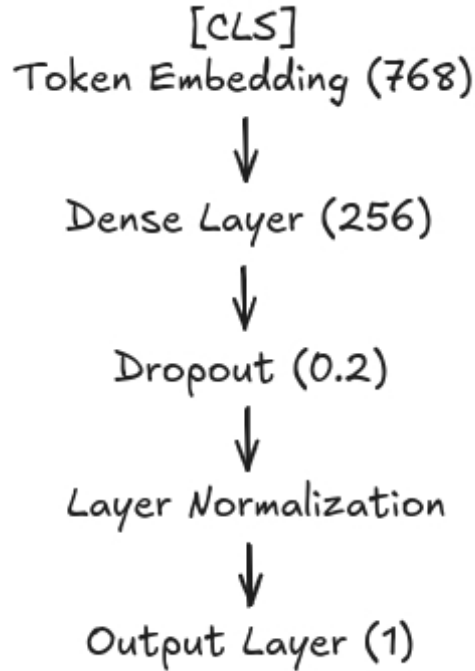 [CLS]
Token Embedding (768)
Dense Layer (256)
Dropout (0.2)
Layer Normalization
Output Layer (1)